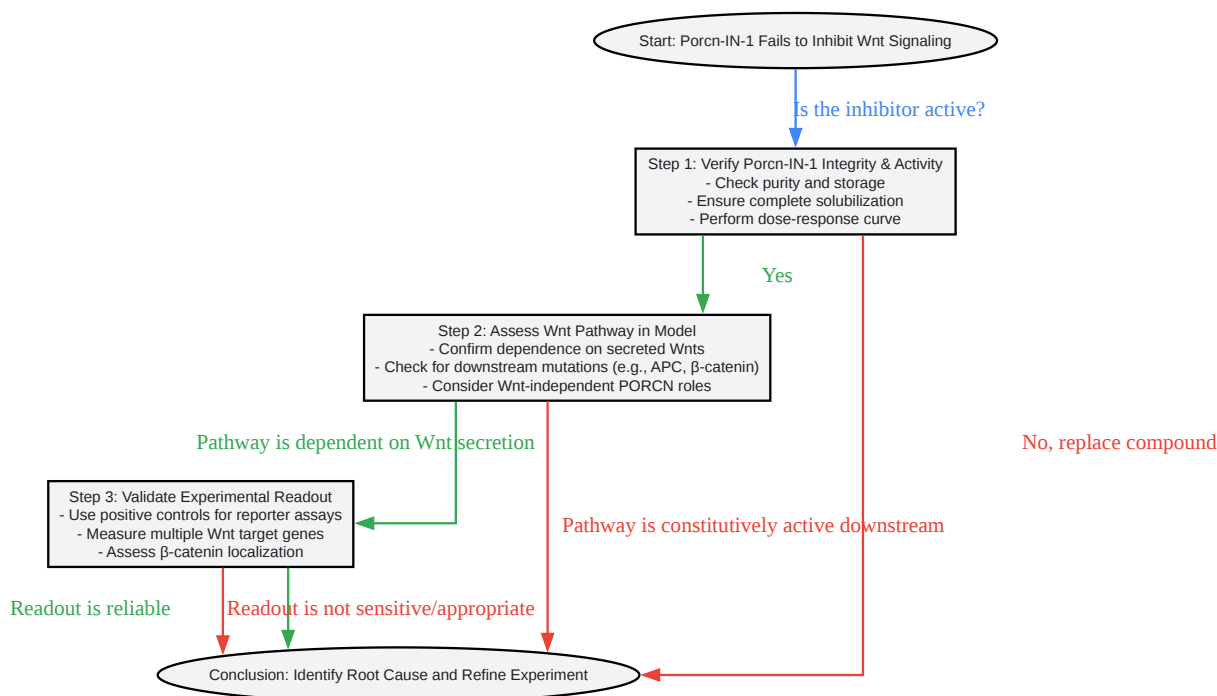 Start: Porcn-IN-1 Fails to Inhibit Wnt Signaling
Is the inhibitor active?
Step 1: Verify Porcn-IN-1 Integrity & Activity
- Check purity and storage
- Ensure complete solubilization
- Perform dose-response curve
Yes
Step 2: Assess Wnt Pathway in Model
- Confirm dependence on secreted Wnts
- Check for downstream mutations (e.g., APC, β-catenin)
- Consider Wnt-independent PORCN roles
Pathway is dependent on Wnt secretion
No, replace compound
Step 3: Validate Experimental Readout
- Use positive controls for reporter assays
- Measure multiple Wnt target genes
- Assess β-catenin localization
Pathway is constitutively active downstream
Readout is reliable
Readout is not sensitive/appropriate
Conclusion: Identify Root Cause and Refine Experiment